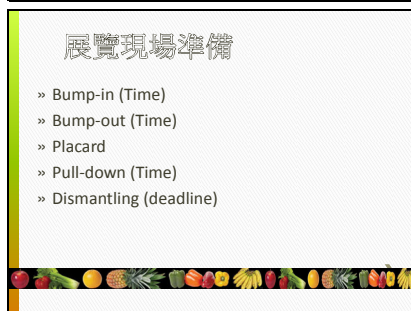 展覽現場準備
» Bump-in (Time)
» Bump-out (Time)
» Placard
» Pull-down (Time)
» Dismantling (deadline)